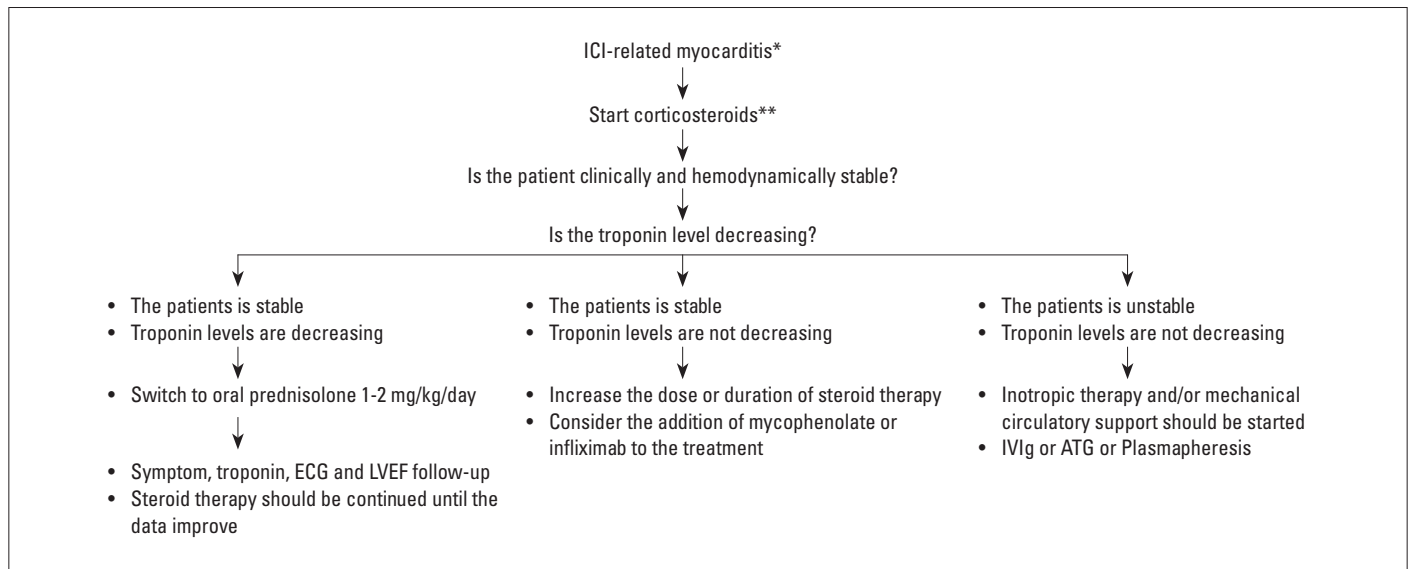 ICI-related myocarditis*
Start corticosteroids**
Is the patient clinically and hemodynamically stable?
Is the troponin level decreasing?
• The patients is stable
• Troponin levels are decreasing
• Switch to oral prednisolone 1-2 mg/kg/day
• Symptom, troponin, ECG and LVEF follow-up
• Steroid therapy should be continued until the
data improve
• The patients is stable
• Troponin levels are not decreasing
• Increase the dose or duration of steroid therapy
• Consider the addition of mycophenolate or
infliximab to the treatment
• The patients is unstable
• Troponin levels are not decreasing
• Inotropic therapy and/or mechanical
circulatory support should be started
• IVIg or ATG or Plasmapheresis